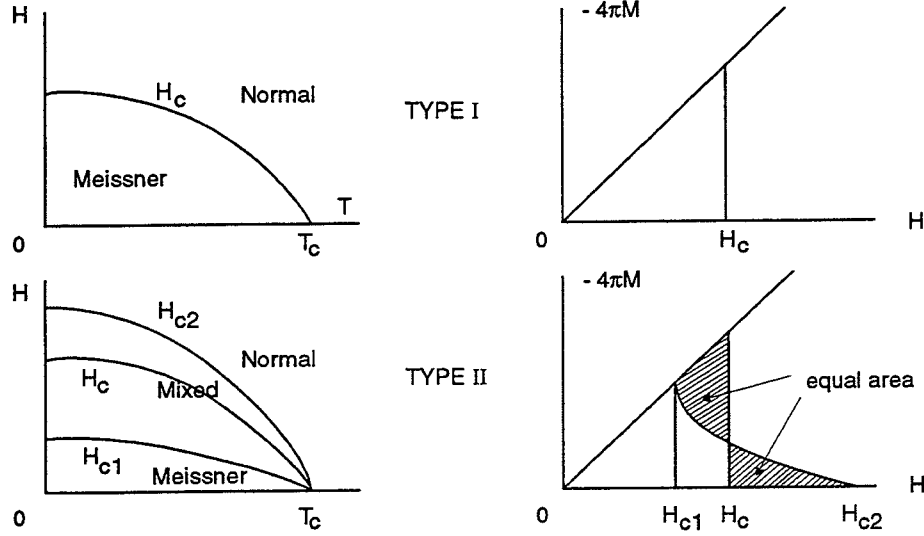 H
H_c
Normal
Meissner
T
0
T_c
TYPE I
- 4πM
0
H_c
H
H
H_c2
Normal
H_c
Mixed
H_c1
Meissner
0
T_c
TYPE II
- 4πM
equal area
0
H_c1
H_c
H_c2
H